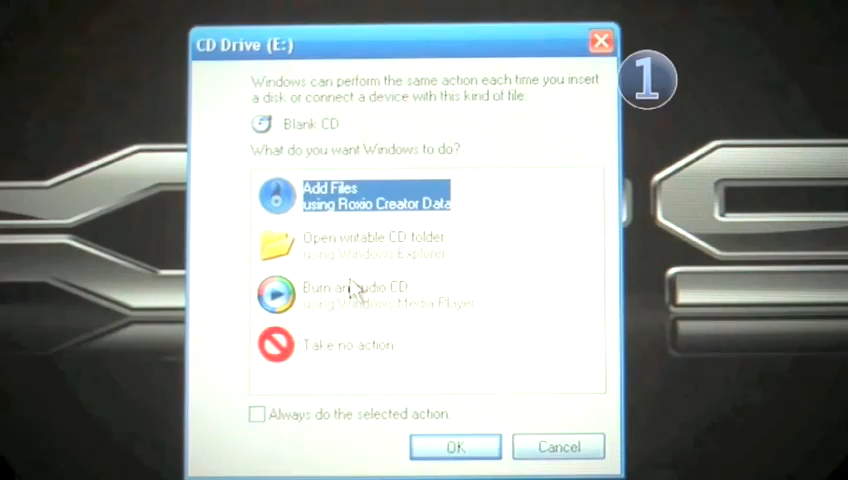 CD Drive (E:)
1
Windows can perform the same action each time you insert
a disk or connect a device with this kind of file:
Blank CD
What do you want Windows to do?
Add Files
using Roxio Creator Data
Open writable CD folder
using Windows Explorer
Burn an audio CD
using Windows Media Player
Take no action
Always do the selected action.
OK
Cancel